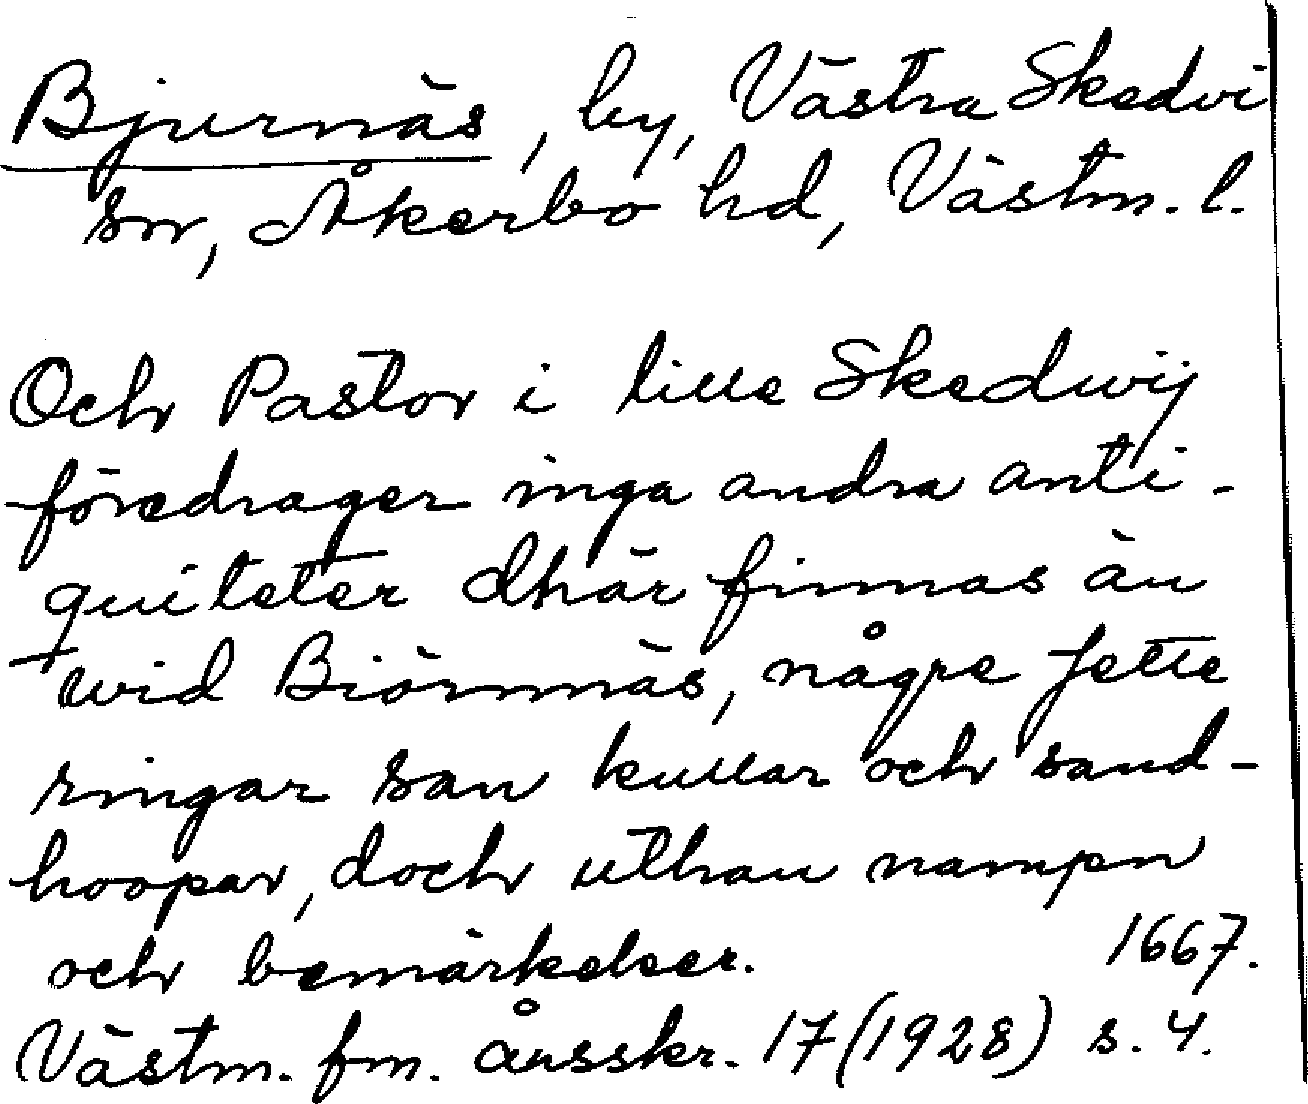 Bjurnäs, by, Västra Skedvi
sn, Åkerbo hd, Västm. l.
Och Pastor i lille Skedwij
föredrager inga andra anti-
quiteter dhär finnas än
wid Biörnnäs, någre Jette
ringar san kullar och sand-
hoopar, doch uthan nampn
och bemärkelser. 1667.
Västm. fm. årsskr. 17 (1928) s. 4.